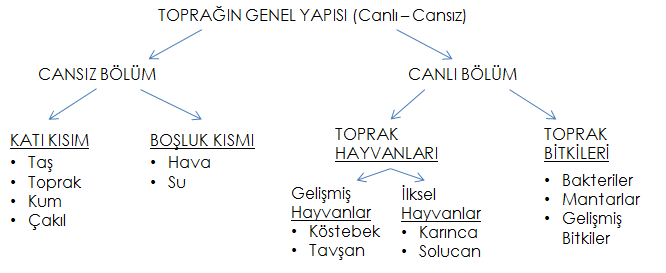 TOPRAĞIN GENEL YAPISI (Canlı – Cansız)
CANSIZ BÖLÜM
CANLI BÖLÜM
KATI KISIM
• Taş
• Toprak
• Kum
• Çakıl
BOŞLUK KISMI
• Hava
• Su
TOPRAK
HAYVANLARI
Gelişmiş
Hayvanlar
• Köstebek
• Tavşan
İlksel
Hayvanlar
• Karınca
• Solucan
TOPRAK
BİTKİLERİ
• Bakteriler
• Mantarlar
• Gelişmiş
Bitkiler